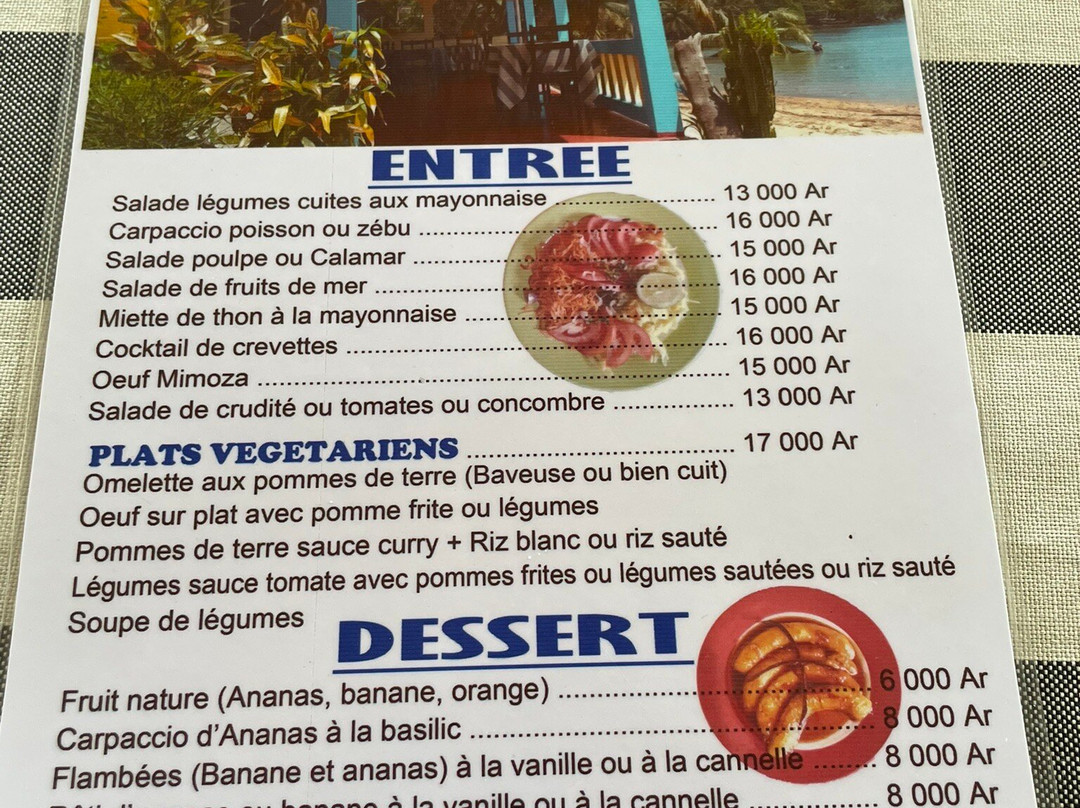 ENTREE
Salade légumes cuites aux mayonnaise ........................ 13 000 Ar
Carpaccio poisson ou zébu ............................................. 16 000 Ar
Salade poulpe ou Calamar .............................................. 15 000 Ar
Salade de fruits de mer ................................................... 16 000 Ar
Miette de thon à la mayonnaise ...................................... 15 000 Ar
Cocktail de crevettes ....................................................... 16 000 Ar
Oeuf Mimoza .................................................................... 15 000 Ar
Salade de crudité ou tomates ou concombre .................. 13 000 Ar
PLATS VEGETARIENS ...................................... 17 000 Ar
Omelette aux pommes de terre (Baveuse ou bien cuit)
Oeuf sur plat avec pomme frite ou légumes
Pommes de terre sauce curry + Riz blanc ou riz sauté
Légumes sauce tomate avec pommes frites ou légumes sautées ou riz sauté
Soupe de légumes
DESSERT
Fruit nature (Ananas, banane, orange) ............................................ 6 000 Ar
Carpaccio d'Ananas à la basilic ......................................................... 8 000 Ar
Flambées (Banane et ananas) à la vanille ou à la cannelle ........ 8 000 Ar
ou banane à la vanille ou à la cannelle ................. 8 000 Ar